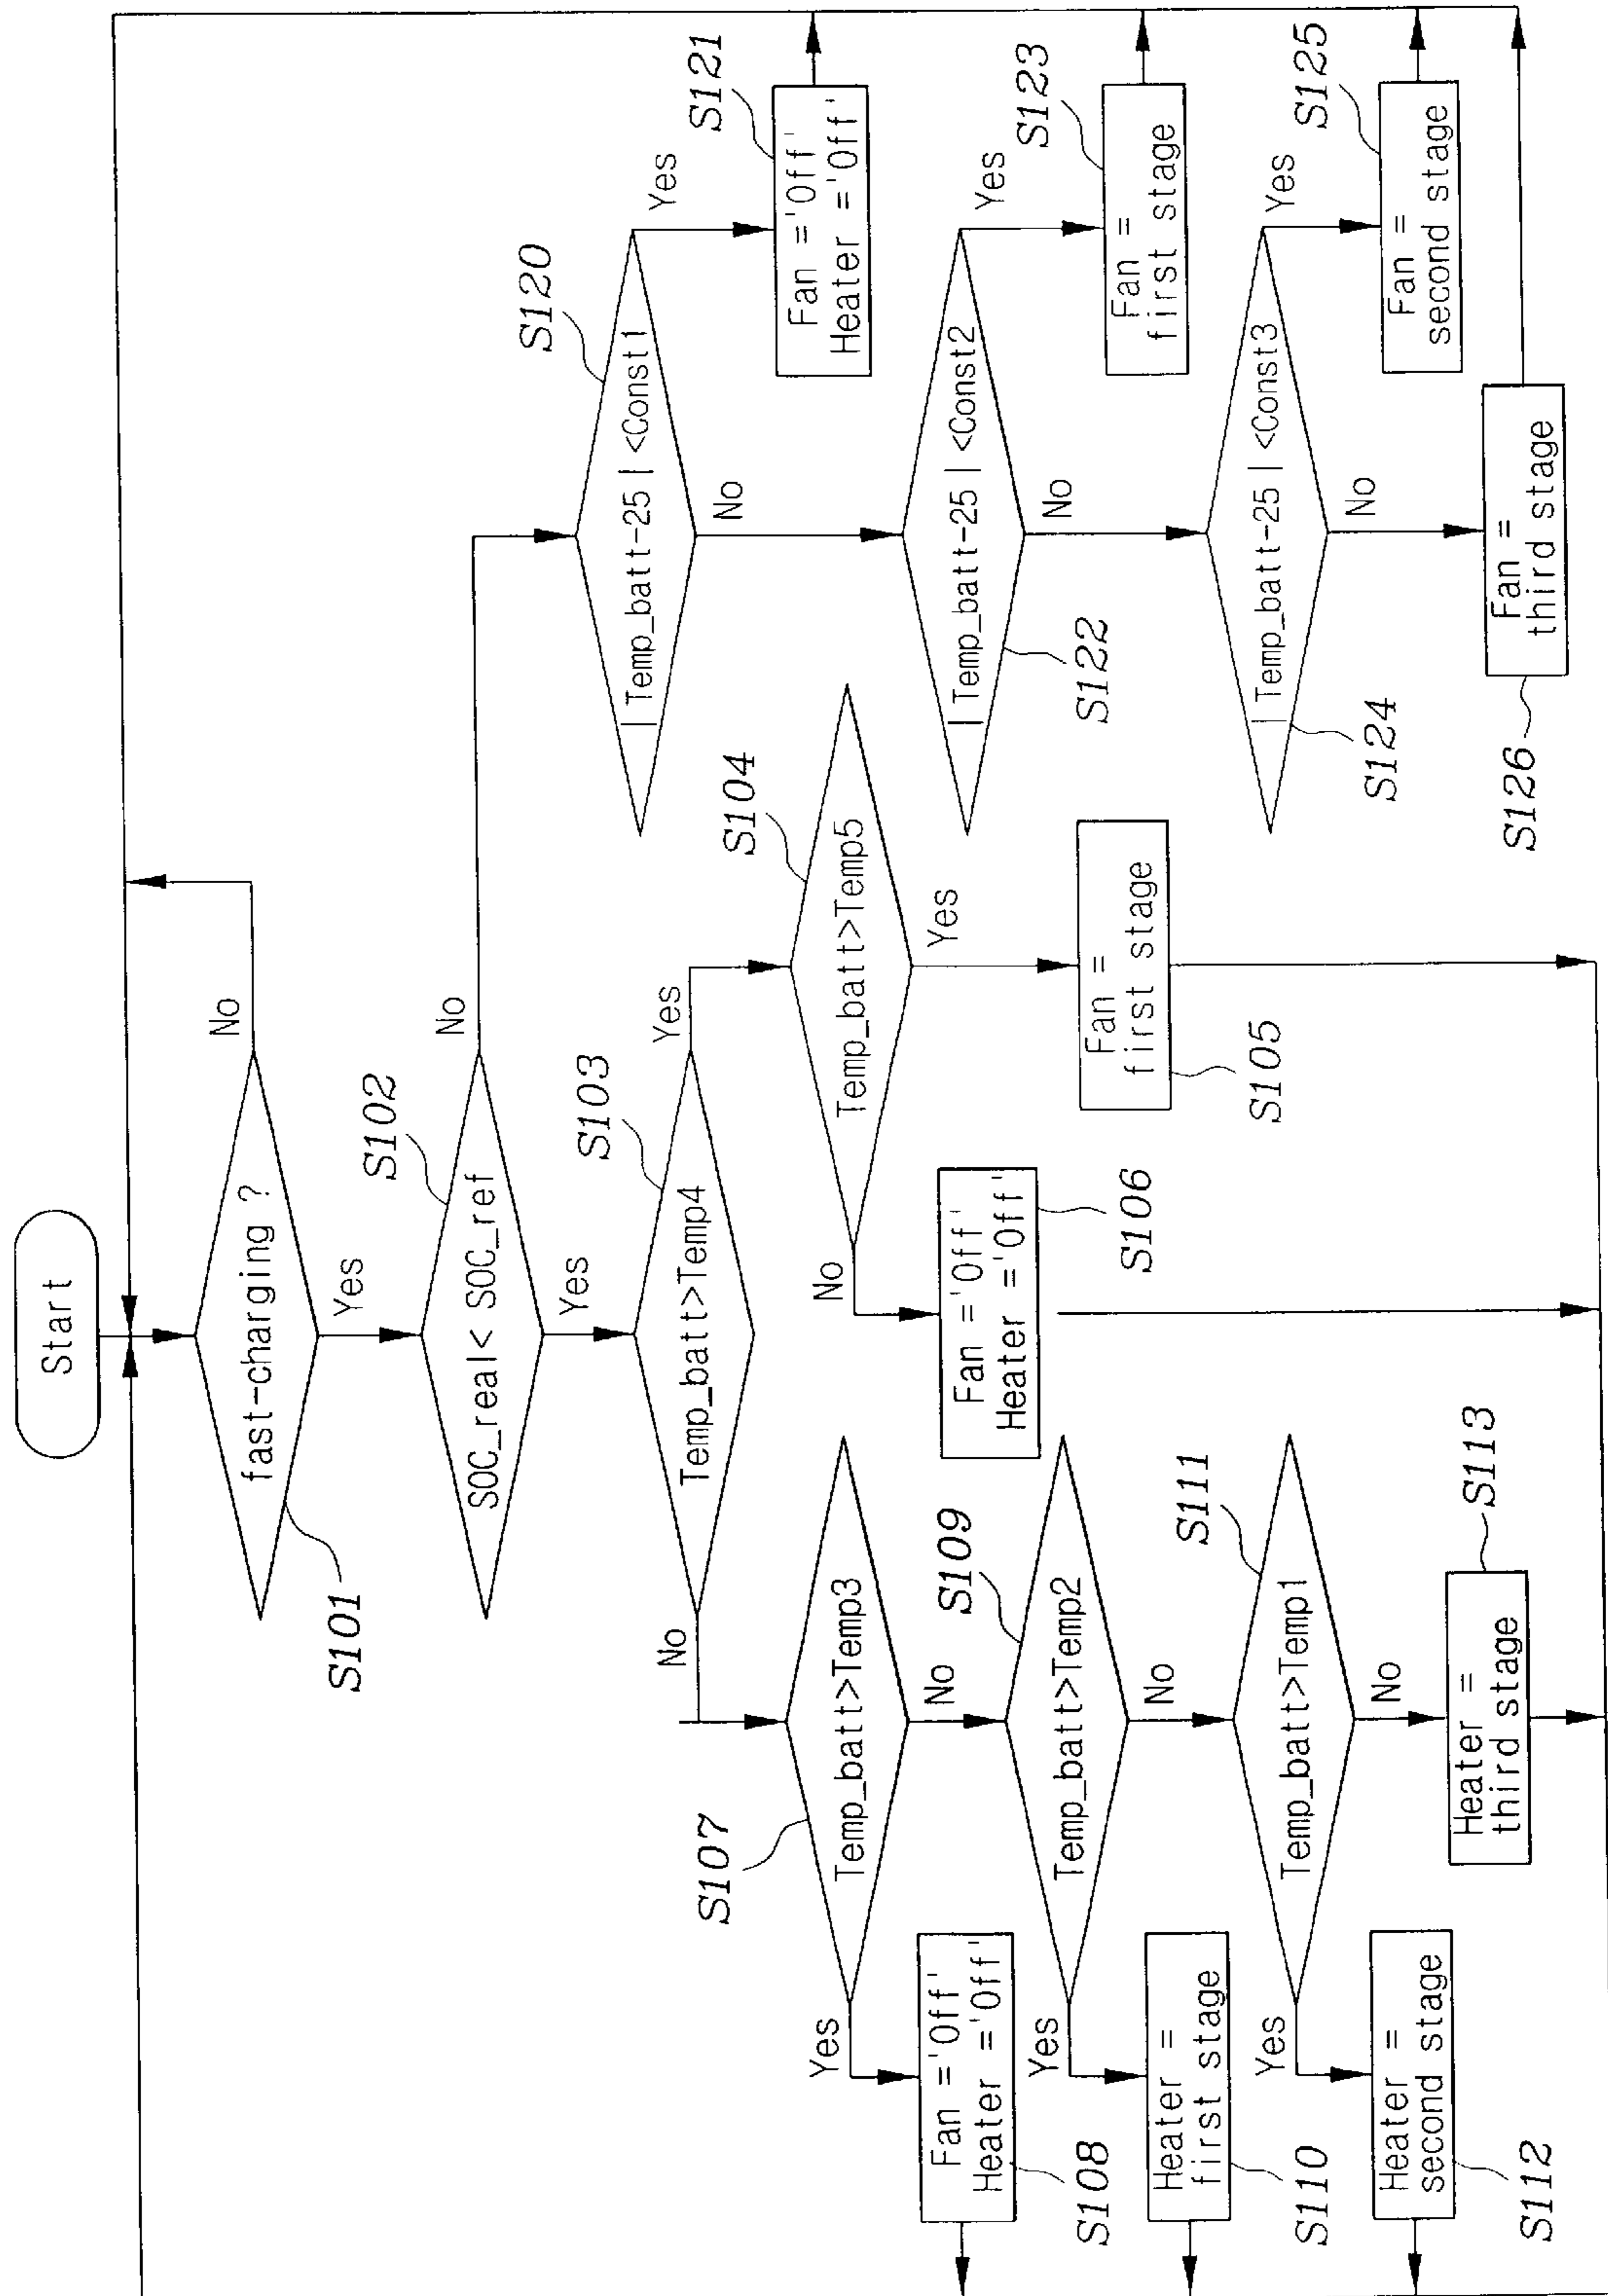 Start
fast-charging ?
S101
No
Yes
SOC_real< SOC_ref
S102
No
Yes
Temp_batt>Temp4
S103
No
Yes
Temp_batt>Temp3
S107
Yes
No
Fan ='Off'
Heater ='Off'
S108
Temp_batt>Temp2
S109
Yes
No
Heater =
first stage
S110
Temp_batt>Temp1
S111
Yes
No
Heater =
second stage
S112
Heater =
third stage
S113
Temp_batt>Temp5
S104
No
Yes
Fan ='Off'
Heater ='Off'
S106
Fan =
first stage
S105
|Temp_batt-25|<Const1
S120
Yes
No
Fan ='Off'
Heater ='Off'
S121
|Temp_batt-25|<Const2
S122
Yes
No
Fan =
first stage
S123
|Temp_batt-25|<Const3
S124
Yes
No
Fan =
second stage
S125
Fan =
third stage
S126